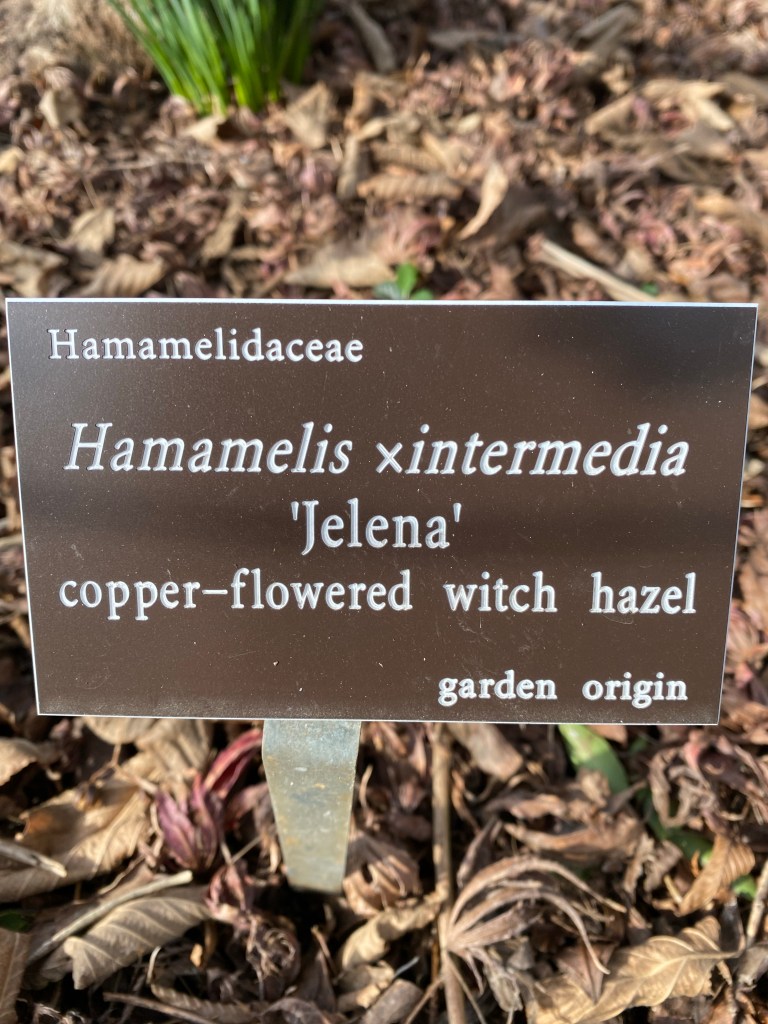 Hamamelidaceae
Hamamelis ×intermedia
'Jelena'
copper-flowered witch hazel
garden origin